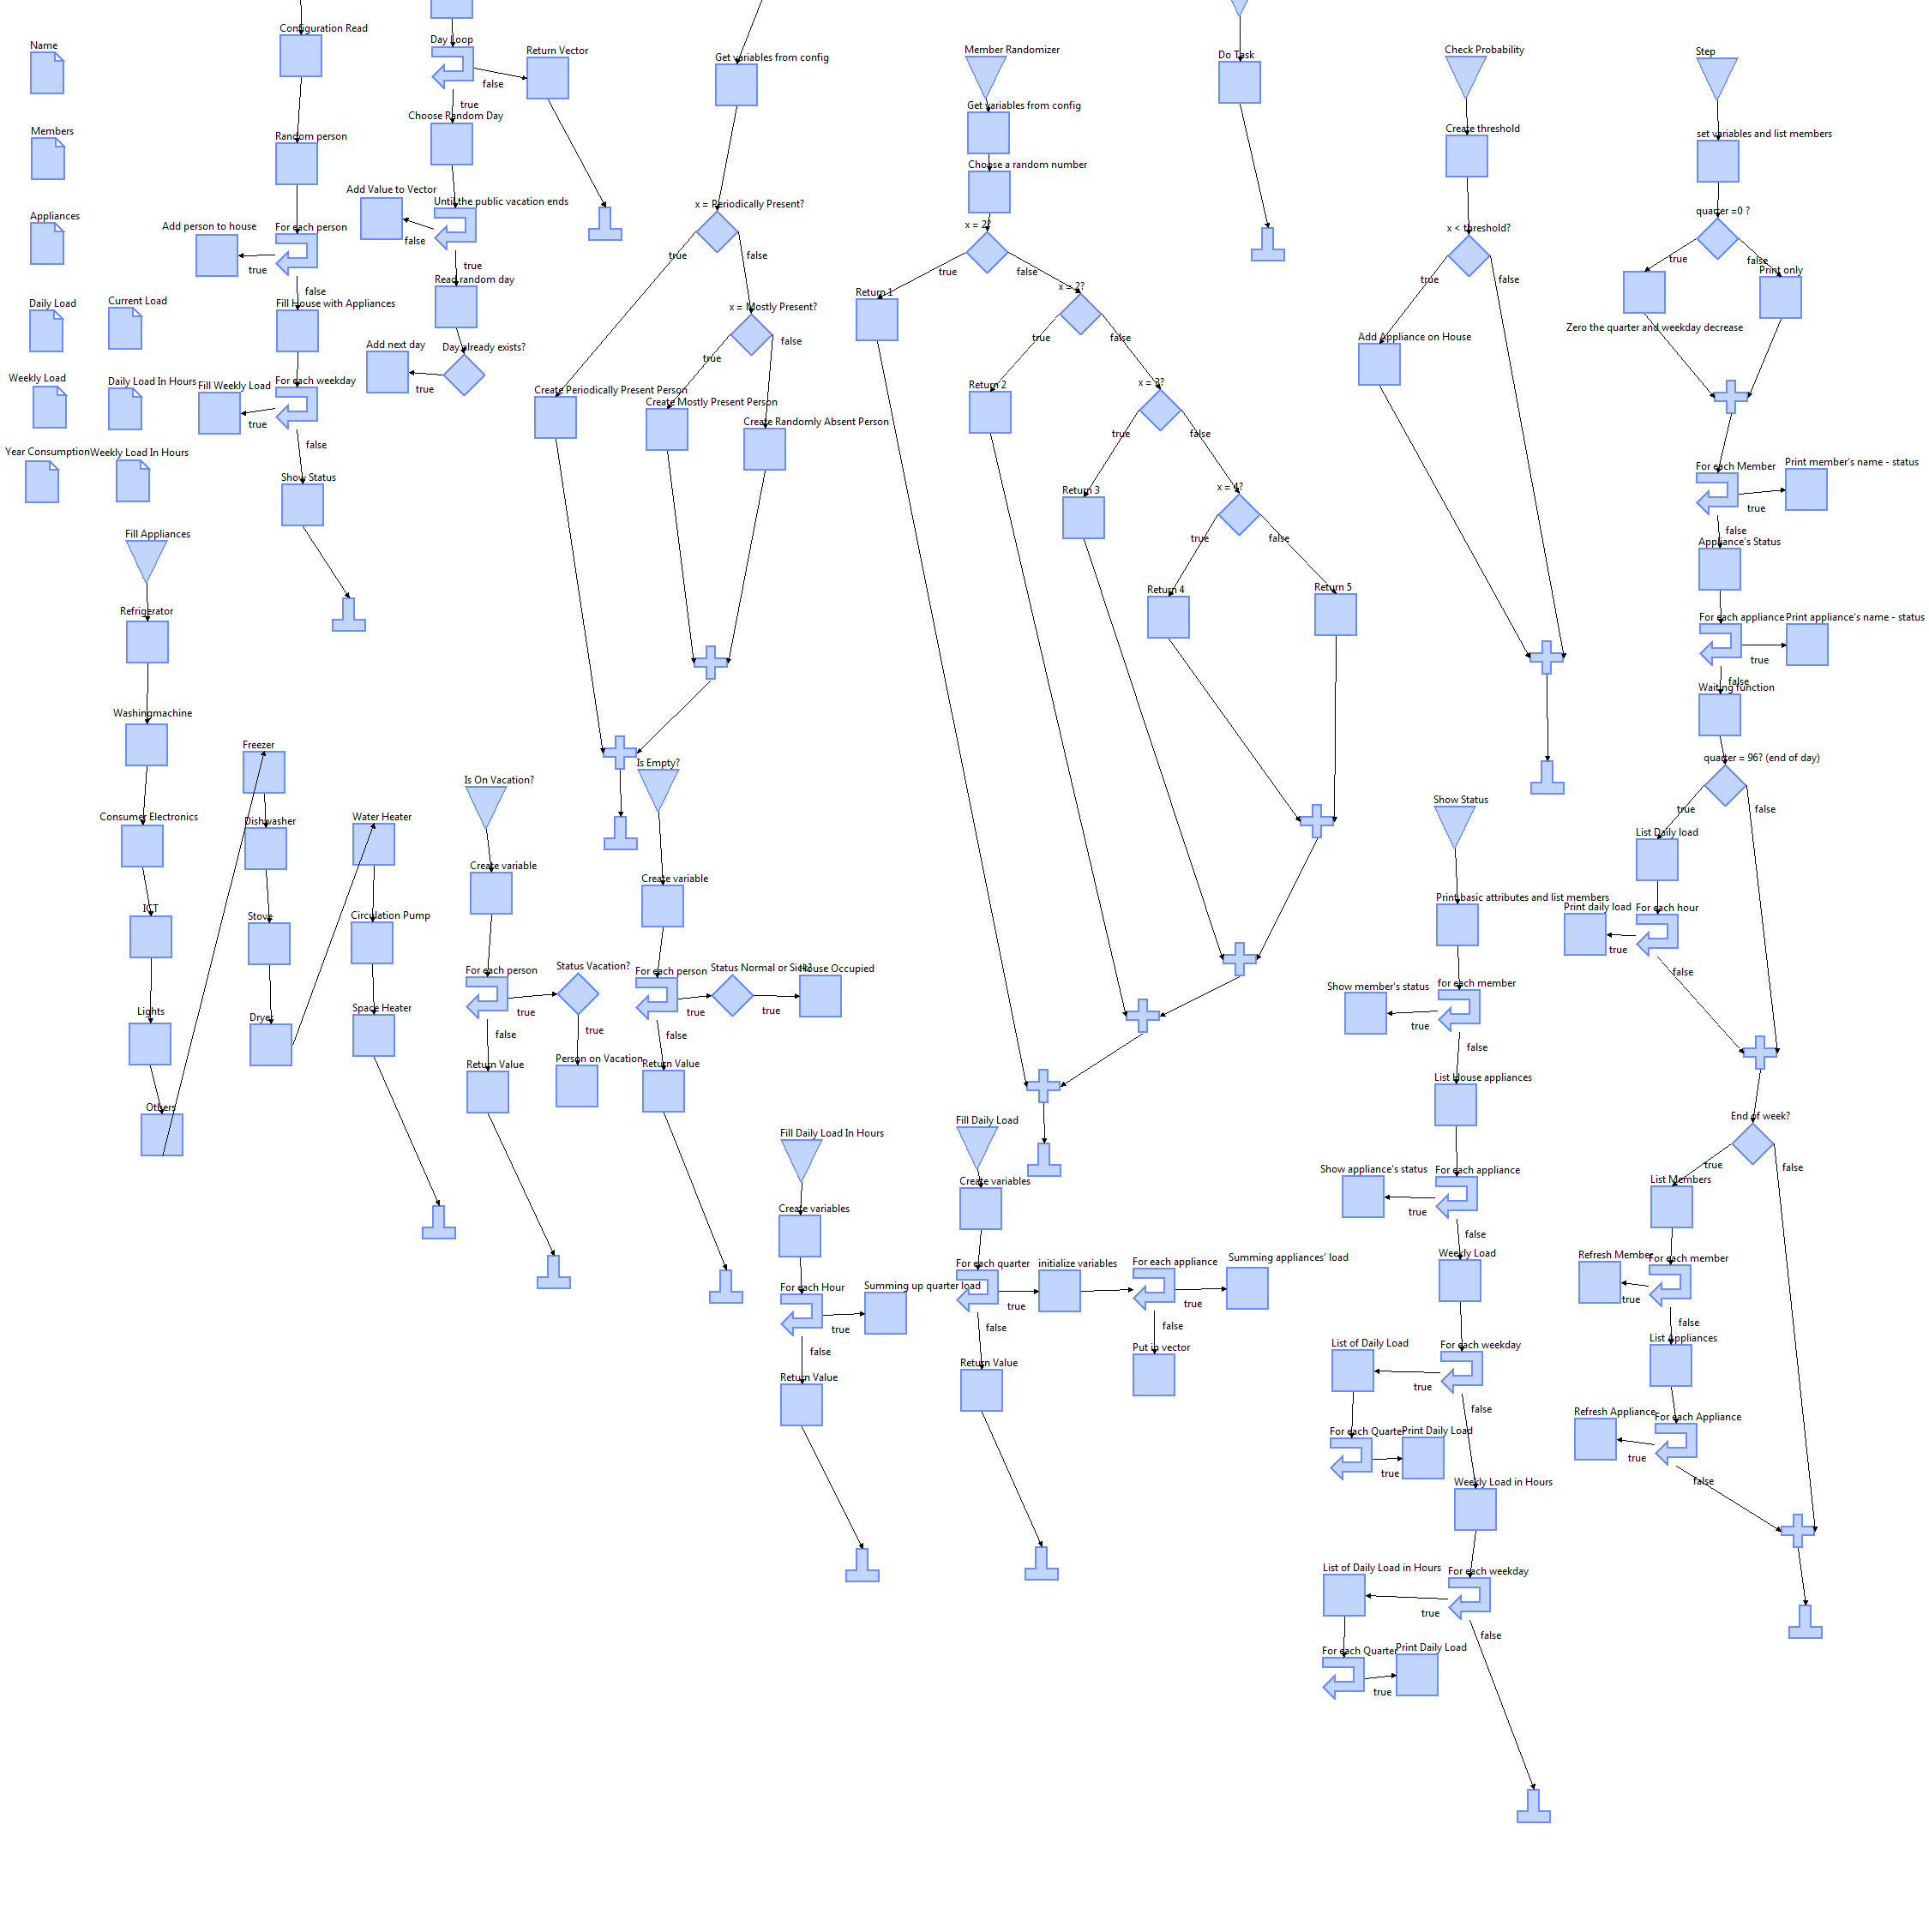 Name
Members
Appliances
Daily Load
Current Load
Weekly Load
Daily Load In Hours
Year Consumption
Weekly Load In Hours
Configuration Read
Random person
For each person
Add person to house
true
false
Fill House with Appliances
For each weekday
Fill Weekly Load
true
false
Show Status
Day Loop
Return Vector
false
true
Choose Random Day
Add Value to Vector
Until the public vacation ends
false
true
Read random day
Add next day
Day already exists?
true
Get variables from config
x = Periodically Present?
true
false
x = Mostly Present?
true
false
Create Periodically Present Person
Create Mostly Present Person
Create Randomly Absent Person
Member Randomizer
Get variables from config
Choose a random number
x = 2?
true
false
Return 1
x = 2?
true
false
Return 2
x = 3?
true
false
Return 3
x = 4?
true
false
Return 4
Return 5
Do Task
Check Probability
Create threshold
x < threshold?
true
false
Add Appliance on House
Step
set variables and list members
quarter =0 ?
true
false
Print only
Zero the quarter and weekday decrease
For each Member
Print member's name - status
true
false
Appliance's Status
For each appliance
Print appliance's name - status
true
false
Waiting function
quarter = 96? (end of day)
true
false
List Daily load
Print daily load
For each hour
true
false
End of week?
true
false
List Members
Refresh Member
For each member
true
false
List Appliances
Refresh Appliance
For each Appliance
true
false
Fill Appliances
Refrigerator
Washingmachine
Consumer Electronics
ICT
Lights
Others
Freezer
Dishwasher
Stove
Dryer
Water Heater
Circulation Pump
Space Heater
Is On Vacation?
Create variable
For each person
Status Vacation?
true
false
true
Person on Vacation
Return Value
Is Empty?
Create variable
For each person
Status Normal or Sick?
House Occupied
true
true
false
Return Value
Fill Daily Load In Hours
Create variables
For each Hour
Summing up quarter load
true
false
Return Value
Fill Daily Load
Create variables
For each quarter
initialize variables
For each appliance
Summing appliances' load
true
true
false
false
Put in vector
Return Value
Show Status
Print basic attributes and list members
for each member
Show member's status
true
false
List House appliances
Show appliance's status
For each appliance
true
false
Weekly Load
List of Daily Load
For each weekday
true
false
For each Quarter
Print Daily Load
true
Weekly Load in Hours
List of Daily Load in Hours
For each weekday
true
false
For each Quarter
Print Daily Load
true